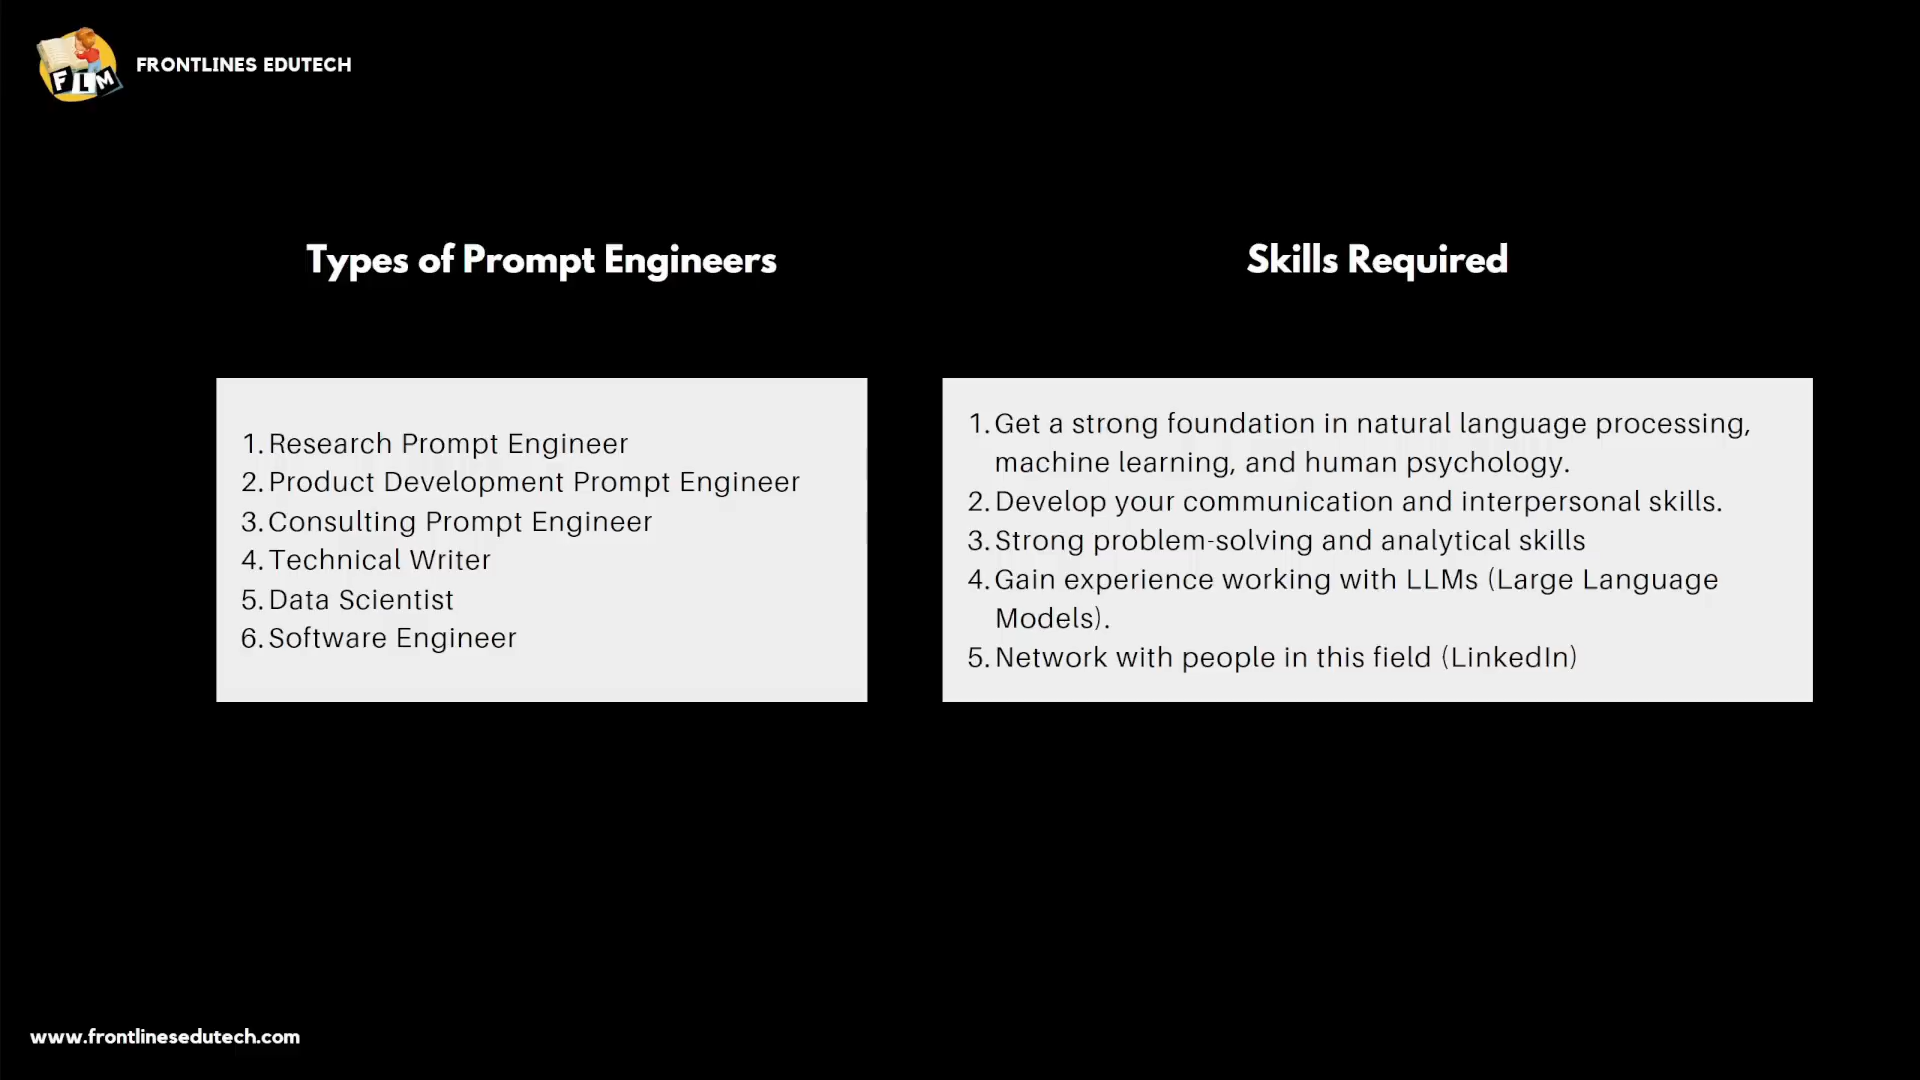 FLM
FRONTLINES EDUTECH
Types of Prompt Engineers
1. Research Prompt Engineer
2. Product Development Prompt Engineer
3. Consulting Prompt Engineer
4. Technical Writer
5. Data Scientist
6. Software Engineer
Skills Required
1. Get a strong foundation in natural language processing,
machine learning, and human psychology.
2. Develop your communication and interpersonal skills.
3. Strong problem-solving and analytical skills
4. Gain experience working with LLMs (Large Language
Models).
5. Network with people in this field (LinkedIn)
www.frontlinesedutech.com